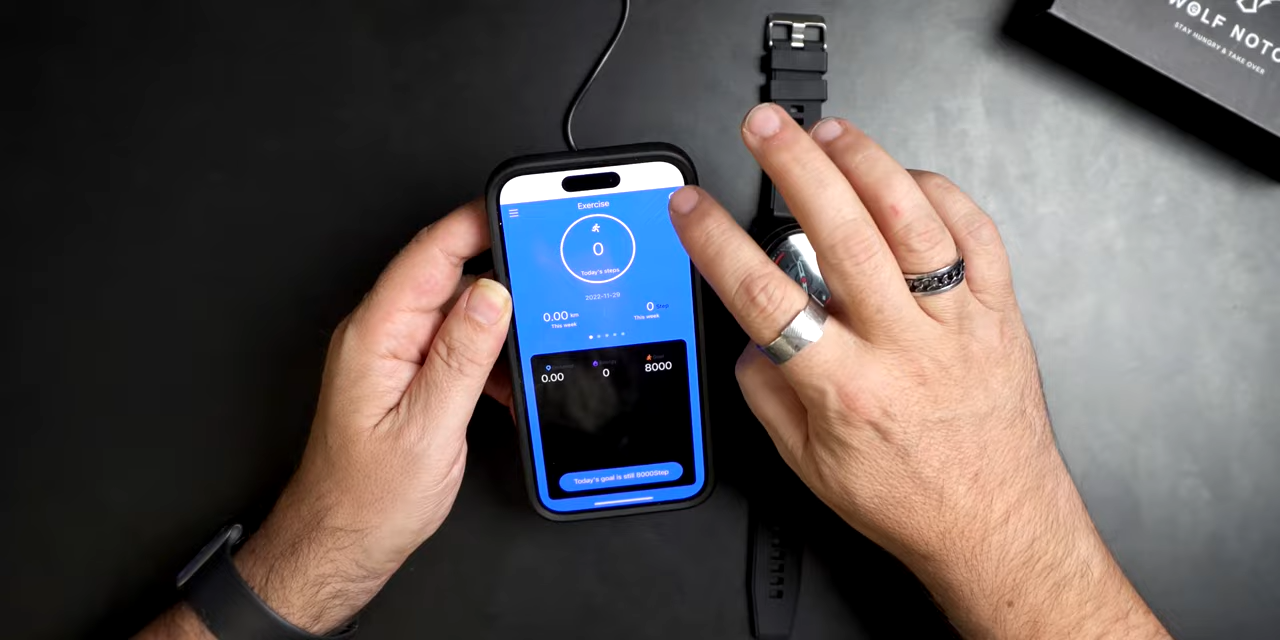 WOLF NOTC
STAY HUNGRY & TAKE OVER
Exercise
0
Today's steps
2022-11-29
0.00 km
This week
0 Step
This week
0.00
0
8000
Today's goal is still 8000Step